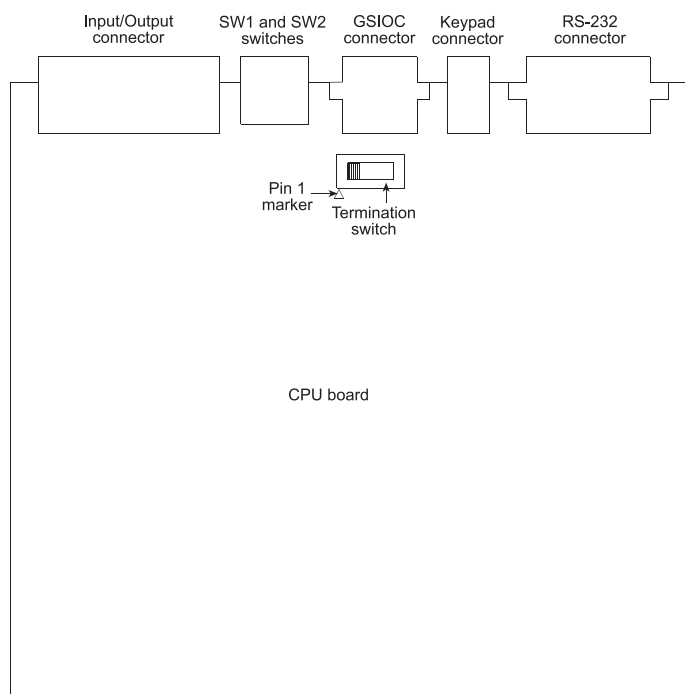 Input/Output
connector
SW1 and SW2
switches
GSIOC
connector
Keypad
connector
RS-232
connector
Pin 1
marker
Termination
switch
CPU board